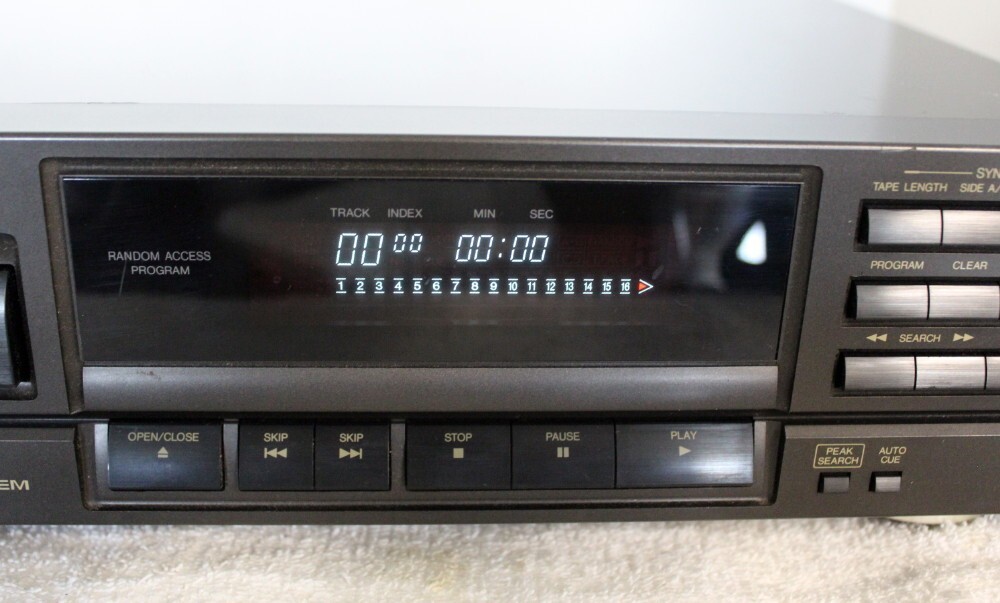 SYN
TAPE LENGTH SIDE A/
TRACK INDEX MIN SEC
RANDOM ACCESS
PROGRAM
00 00 00:00
1 2 3 4 5 6 7 8 9 10 11 12 13 14 15 16
PROGRAM CLEAR
SEARCH
OPEN/CLOSE
SKIP
SKIP
STOP
PAUSE
PLAY
PEAK
SEARCH
AUTO
CUE
EM